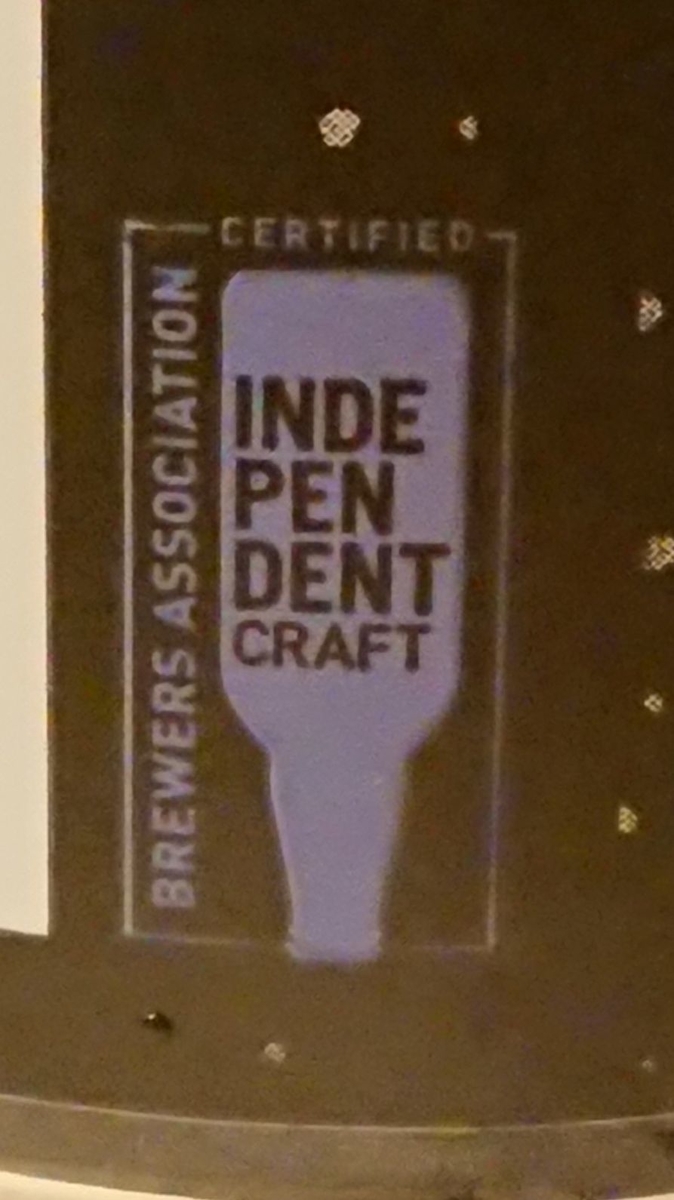 CERTIFIED
BREWERS ASSOCIATION
INDE
PEN
DENT
CRAFT